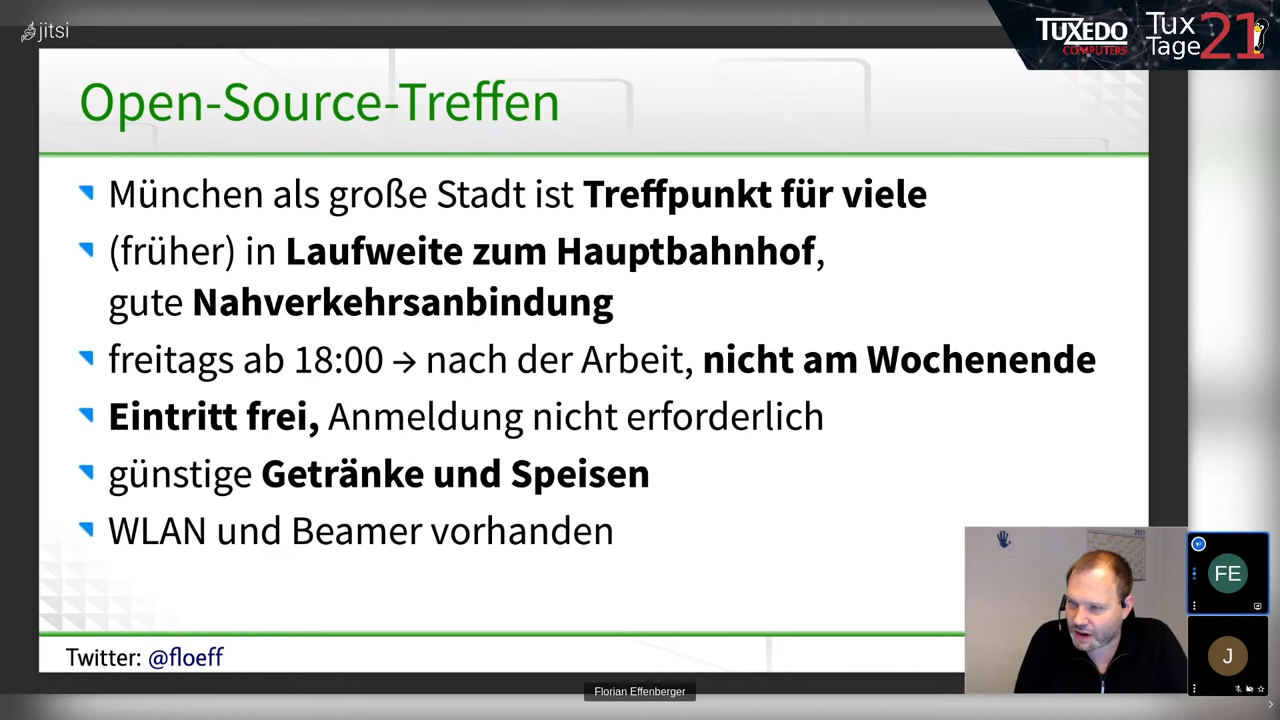 jitsi
TUXEDO
COMPUTERS
Tux
Tage
21
Open-Source-Treffen
München als große Stadt ist Treffpunkt für viele
(früher) in Laufweite zum Hauptbahnhof,
gute Nahverkehrsanbindung
freitags ab 18:00 → nach der Arbeit, nicht am Wochenende
Eintritt frei, Anmeldung nicht erforderlich
günstige Getränke und Speisen
WLAN und Beamer vorhanden
FE
J
Twitter: @floeff
Florian Effenberger